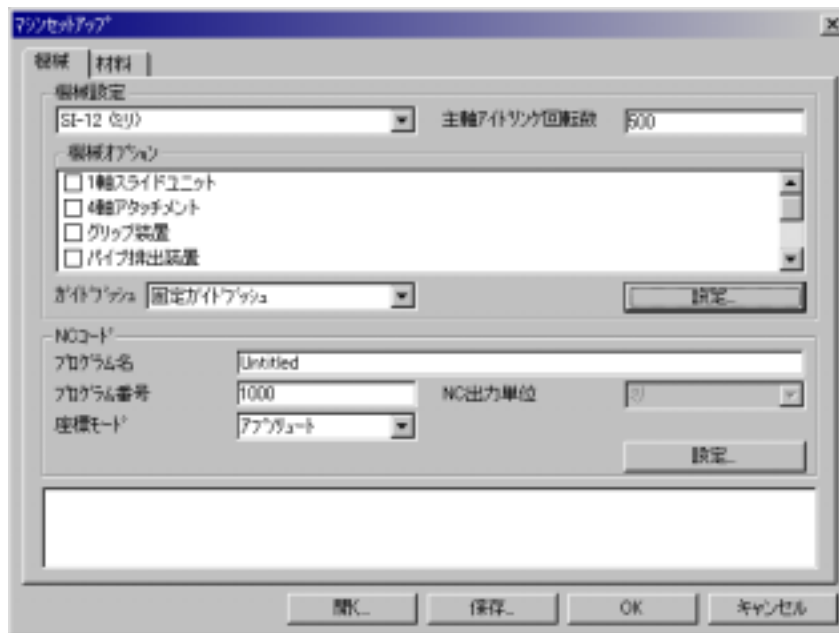 マシンセットアップ
機械 材料
機械設定
SI-12 (ミリ) 主軸アイドリング回転数 500
機械オプション
1軸スライドユニット
4軸アタッチメント
グリップ装置
パイプ排出装置
ガイドブッシュ 固定ガイドブッシュ 設定...
NCコード
プログラム名 Untitled
プログラム番号 1000 NC出力単位 ミリ
座標モード アブソリュート
設定...
開く... 保存... OK キャンセル